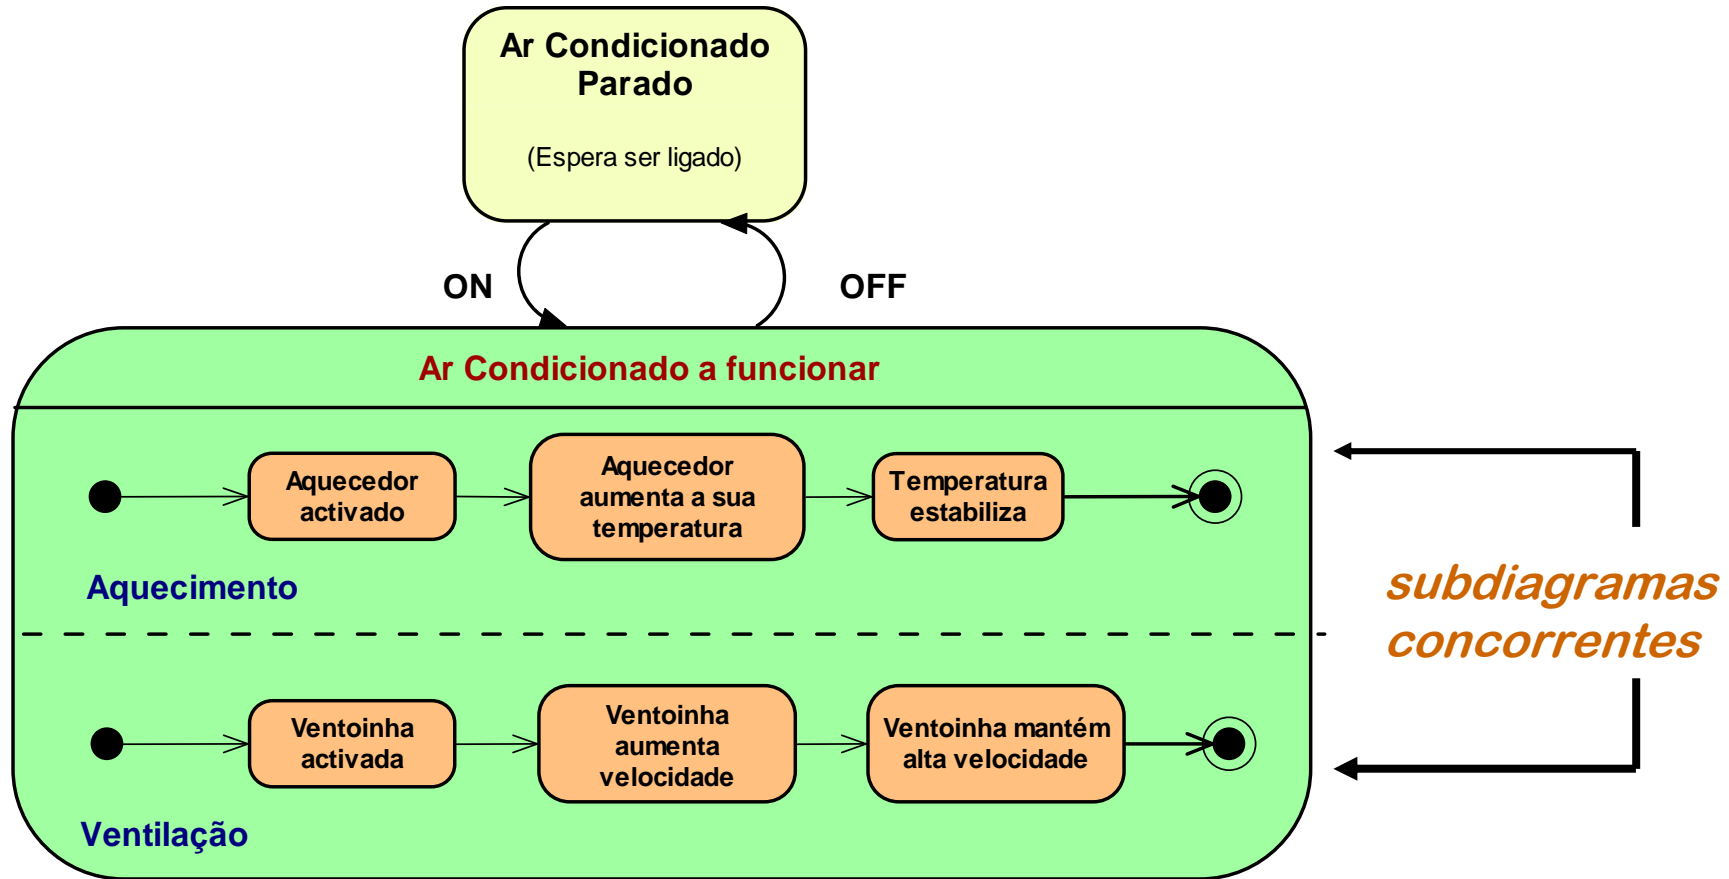 Ar Condicionado
Parado
(Espera ser ligado)
ON
OFF
Ar Condicionado a funcionar
Aquecedor
activado
Aquecedor
aumenta a sua
temperatura
Temperatura
estabiliza
Aquecimento
subdiagramas
concorrentes
Ventoinha
activada
Ventoinha
aumenta
velocidade
Ventoinha mantém
alta velocidade
Ventilação